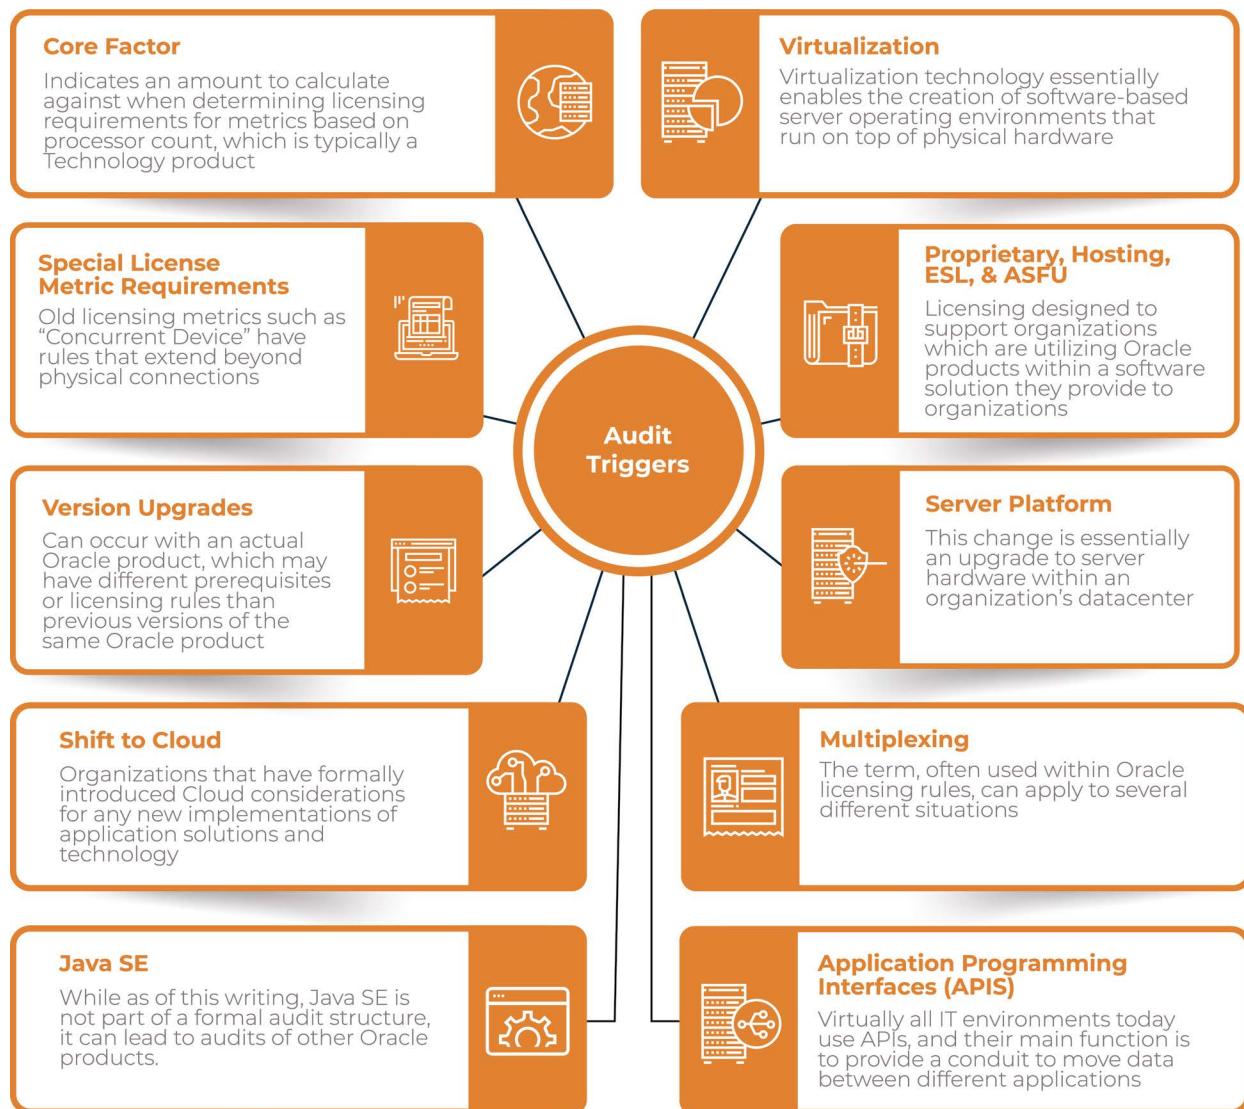 Core Factor
Indicates an amount to calculate
against when determining licensing
requirements for metrics based on
processor count, which is typically a
Technology product
Virtualization
Virtualization technology essentially
enables the creation of software-based
server operating environments that
run on top of physical hardware
Special License
Metric Requirements
Old licensing metrics such as
“Concurrent Device” have
rules that extend beyond
physical connections
Proprietary, Hosting,
ESL, & ASFU
Licensing designed to
support organizations
which are utilizing Oracle
products within a software
solution they provide to
organizations
Audit
Triggers
Version Upgrades
Can occur with an actual
Oracle product, which may
have different prerequisites
or licensing rules than
previous versions of the
same Oracle product
Server Platform
This change is essentially
an upgrade to server
hardware within an
organization’s datacenter
Shift to Cloud
Organizations that have formally
introduced Cloud considerations
for any new implementations of
application solutions and
technology
Multiplexing
The term, often used within Oracle
licensing rules, can apply to several
different situations
Java SE
While as of this writing, Java SE is
not part of a formal audit structure,
it can lead to audits of other Oracle
products.
Application Programming
Interfaces (APIS)
Virtually all IT environments today
use APIs, and their main function is
to provide a conduit to move data
between different applications